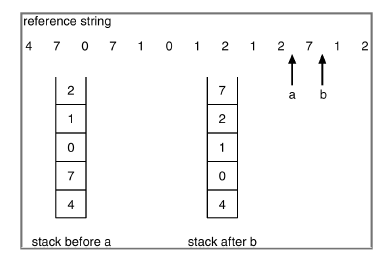 reference string
4 7 0 7 1 0 1 2 1 2 7 1 2
a b
2 7
1 2
0 1
7 0
4 4
stack before a stack after b